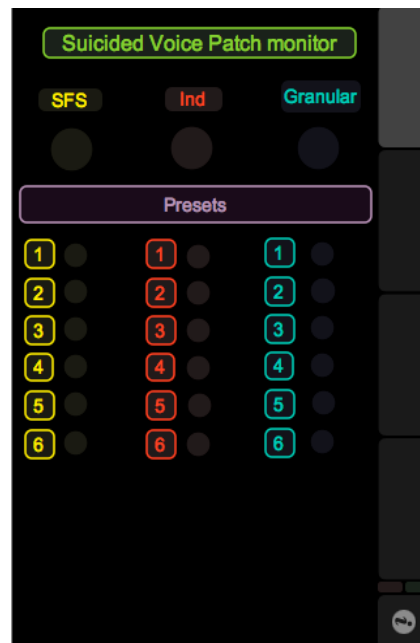 Suicided Voice Patch monitor
SFS Ind Granular
Presets
1 1 1
2 2 2
3 3 3
4 4 4
5 5 5
6 6 6